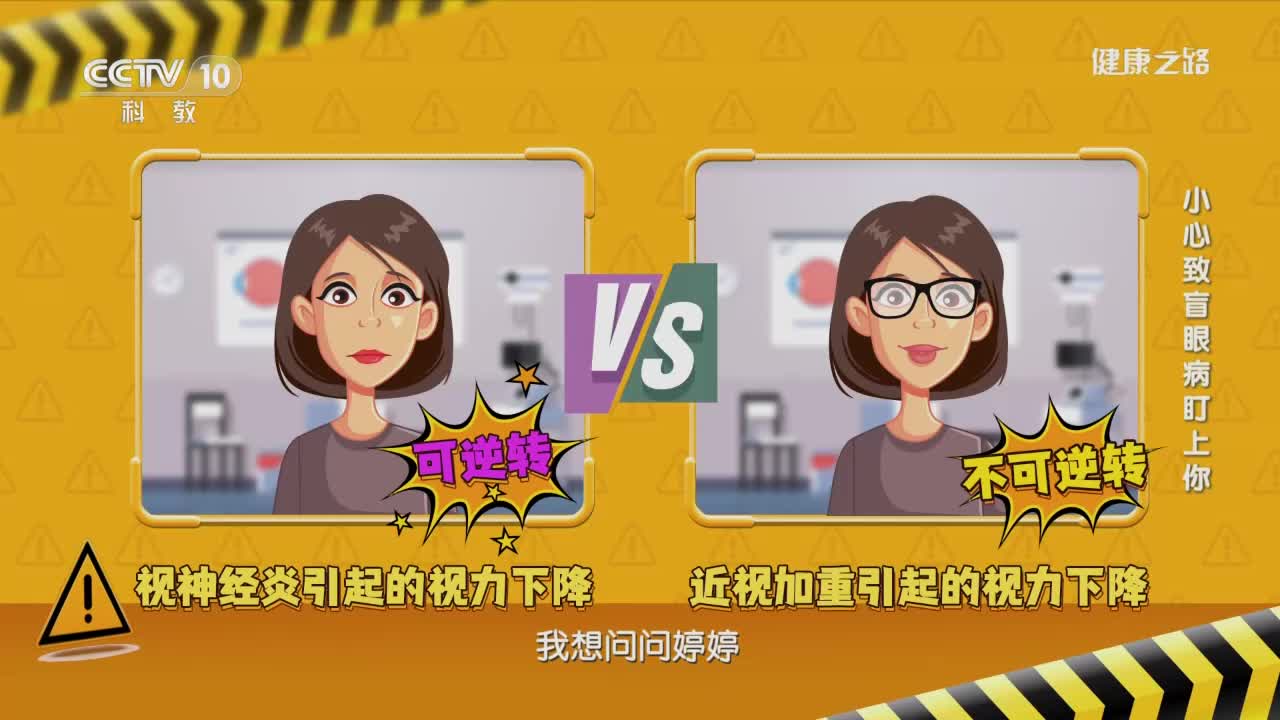 CCTV 10
科教
健康之路
小心致盲眼病盯上你
VS
可逆转
不可逆转
视神经炎引起的视力下降
近视加重引起的视力下降
我想问问婷婷